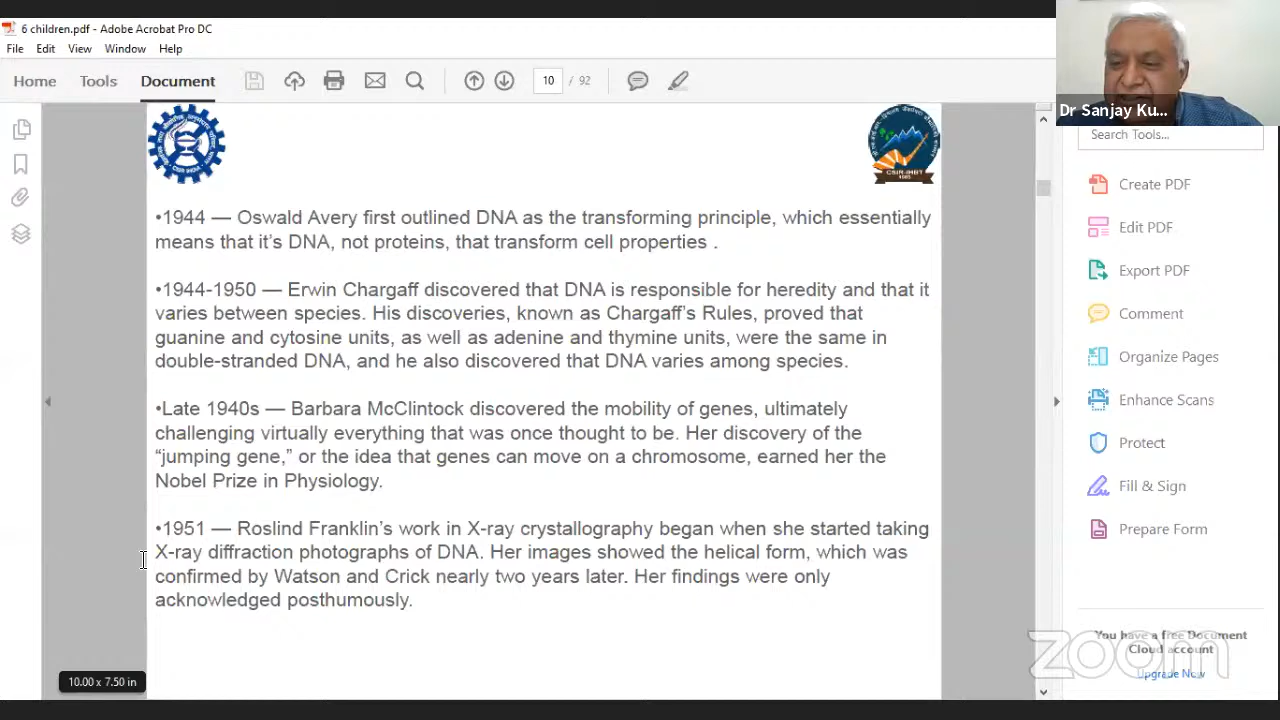 6 children.pdf - Adobe Acrobat Pro DC
File Edit View Window Help
Home Tools Document 10 / 92
Dr Sanjay Ku...
Search Tools...
CSIR-IHBT
•1944 — Oswald Avery first outlined DNA as the transforming principle, which essentially
means that it's DNA, not proteins, that transform cell properties .
•1944-1950 — Erwin Chargaff discovered that DNA is responsible for heredity and that it
varies between species. His discoveries, known as Chargaff's Rules, proved that
guanine and cytosine units, as well as adenine and thymine units, were the same in
double-stranded DNA, and he also discovered that DNA varies among species.
•Late 1940s — Barbara McClintock discovered the mobility of genes, ultimately
challenging virtually everything that was once thought to be. Her discovery of the
“jumping gene,” or the idea that genes can move on a chromosome, earned her the
Nobel Prize in Physiology.
•1951 — Roslind Franklin's work in X-ray crystallography began when she started taking
X-ray diffraction photographs of DNA. Her images showed the helical form, which was
confirmed by Watson and Crick nearly two years later. Her findings were only
acknowledged posthumously.
10.00 x 7.50 in
Create PDF
Edit PDF
Export PDF
Comment
Organize Pages
Enhance Scans
Protect
Fill & Sign
Prepare Form
You have a free Document
Cloud account
Upgrade Now
zoom